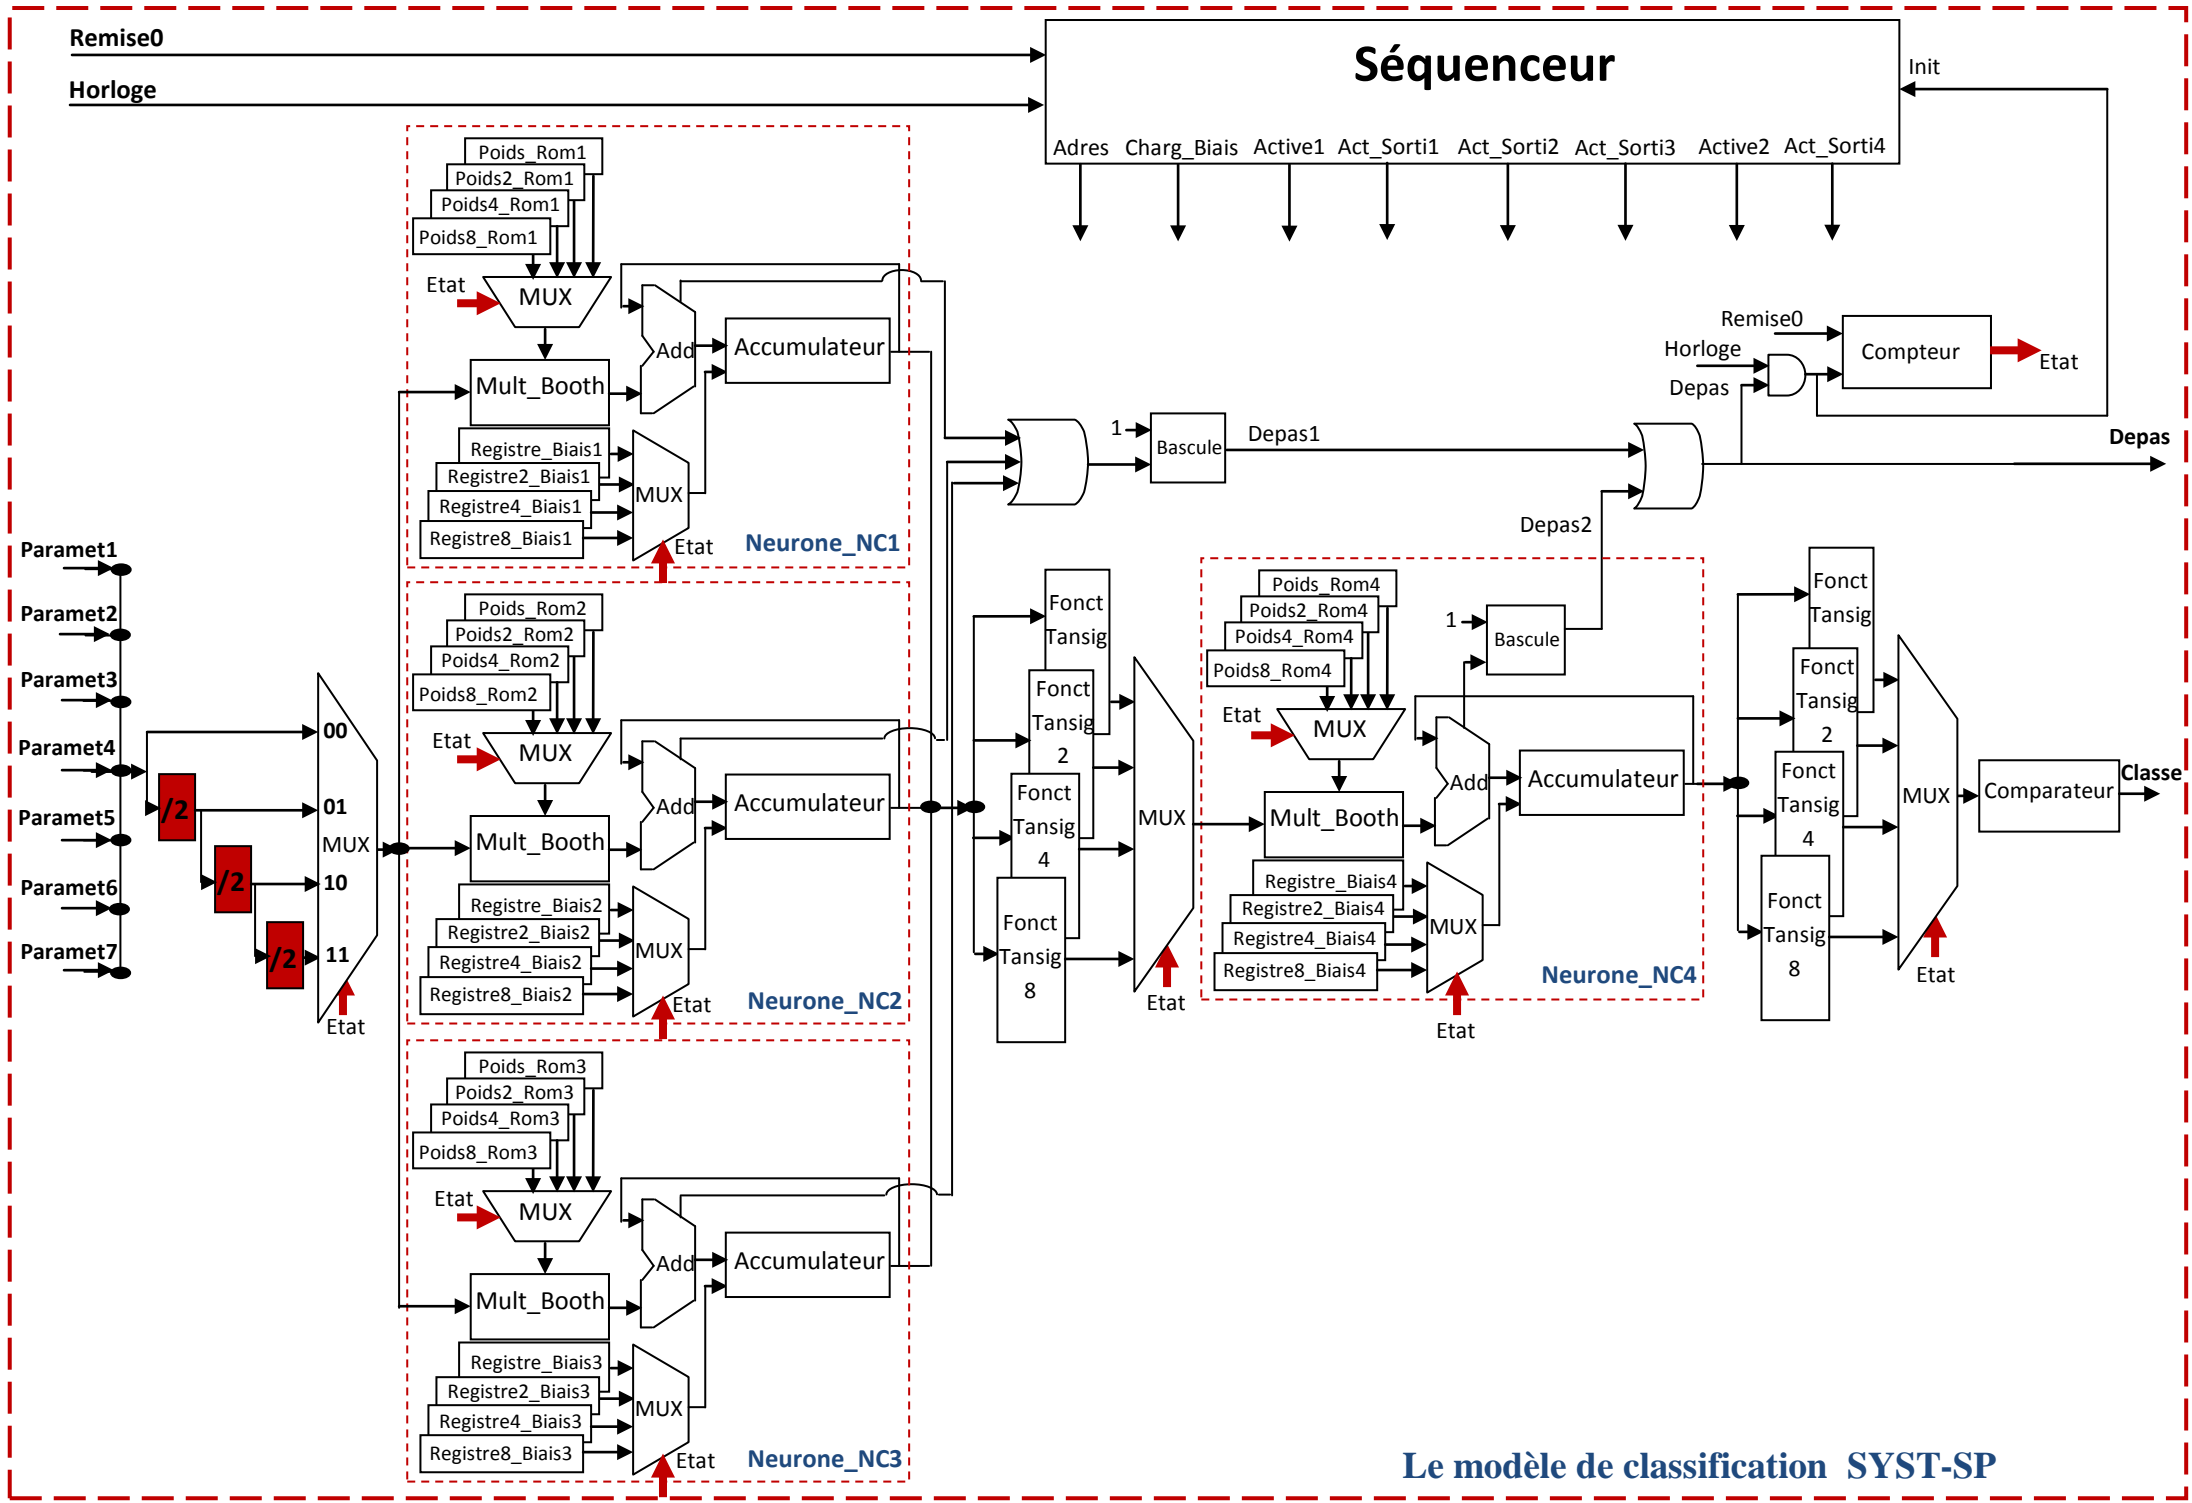 Remise0
Horloge
Séquenceur
Init
Adres Charg_Biais Active1 Act_Sorti1 Act_Sorti2 Act_Sorti3 Active2 Act_Sorti4
Poids_Rom1
Poids2_Rom1
Poids4_Rom1
Poids8_Rom1
Etat
MUX
Add
Accumulateur
Mult_Booth
Registre_Biais1
Registre2_Biais1
Registre4_Biais1
Registre8_Biais1
MUX
Etat
Neurone_NC1
Remise0
Horloge
Depas
Compteur
Etat
1
Bascule
Depas1
Depas2
Depas
Paramet1
Paramet2
Paramet3
Paramet4
Paramet5
Paramet6
Paramet7
/2
/2
/2
00
01
MUX
10
11
Etat
Poids_Rom2
Poids2_Rom2
Poids4_Rom2
Poids8_Rom2
Etat
MUX
Add
Accumulateur
Mult_Booth
Registre_Biais2
Registre2_Biais2
Registre4_Biais2
Registre8_Biais2
MUX
Etat
Neurone_NC2
Fonct
Tansig
Fonct
Tansig
2
Fonct
Tansig
4
Fonct
Tansig
8
MUX
Etat
Poids_Rom4
Poids2_Rom4
Poids4_Rom4
Poids8_Rom4
Etat
MUX
1
Bascule
Add
Accumulateur
Mult_Booth
Registre_Biais4
Registre2_Biais4
Registre4_Biais4
Registre8_Biais4
MUX
Etat
Neurone_NC4
Fonct
Tansig
Fonct
Tansig
2
Fonct
Tansig
4
Fonct
Tansig
8
MUX
Etat
Comparateur
Classe
Poids_Rom3
Poids2_Rom3
Poids4_Rom3
Poids8_Rom3
Etat
MUX
Add
Accumulateur
Mult_Booth
Registre_Biais3
Registre2_Biais3
Registre4_Biais3
Registre8_Biais3
MUX
Etat
Neurone_NC3
Le modèle de classification SYST-SP